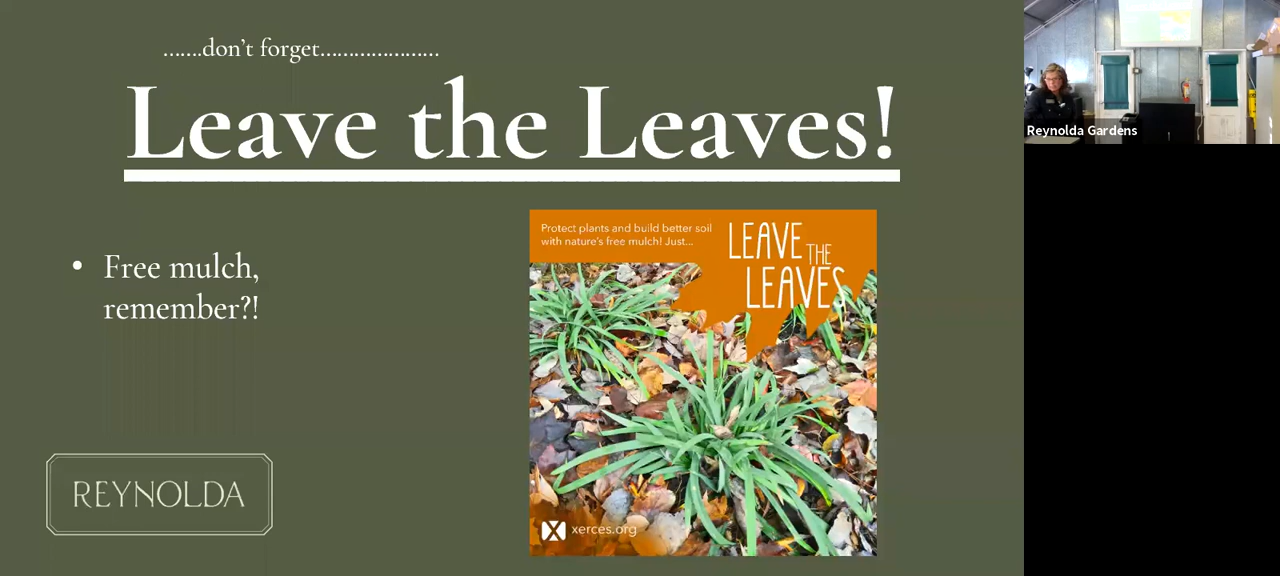 .......don't forget.....................
Leave the Leaves!
• Free mulch,
remember?!
Protect plants and build better soil
with nature's free mulch! Just...
LEAVE THE
LEAVES
xerces.org
REYNOLDA
Reynolda Gardens